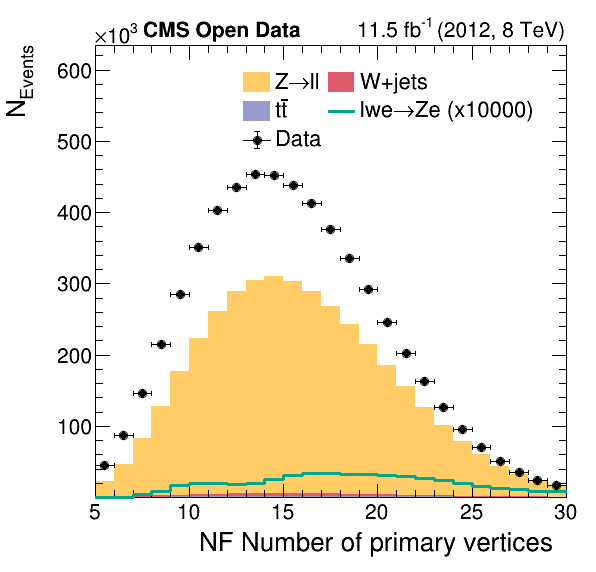 ×10³ CMS Open Data 11.5 fb⁻¹ (2012, 8 TeV)
N_Events
600
500
400
300
200
100
Z→ll W+jets
tt̄ lwe→Ze (x10000)
Data
5 10 15 20 25 30
NF Number of primary vertices